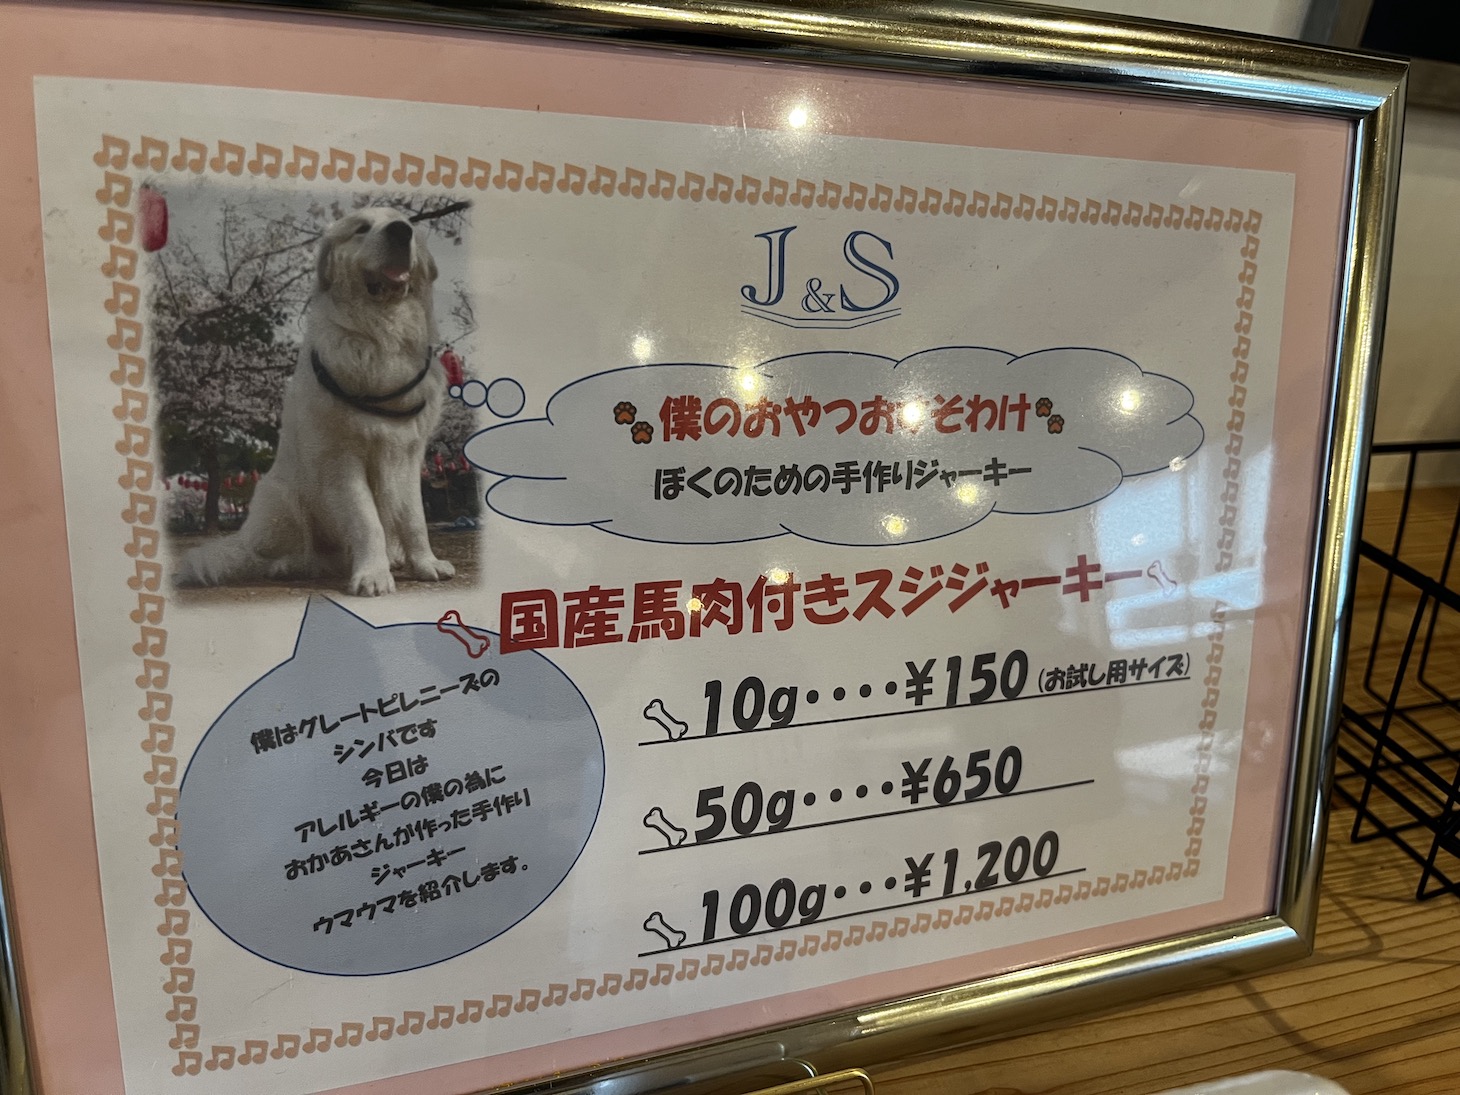 J&S
僕のおやつおすそわけ
ぼくのための手作りジャーキー
国産馬肉付きスジジャーキー
10g‥‥¥150(お試し用サイズ)
50g‥‥¥650
100g‥・¥1,200
僕はグレートピレニーズの
シンバです
今日は
アレルギーの僕の為に
おかあさんが作った手作り
ジャーキー
ウマウマを紹介します。